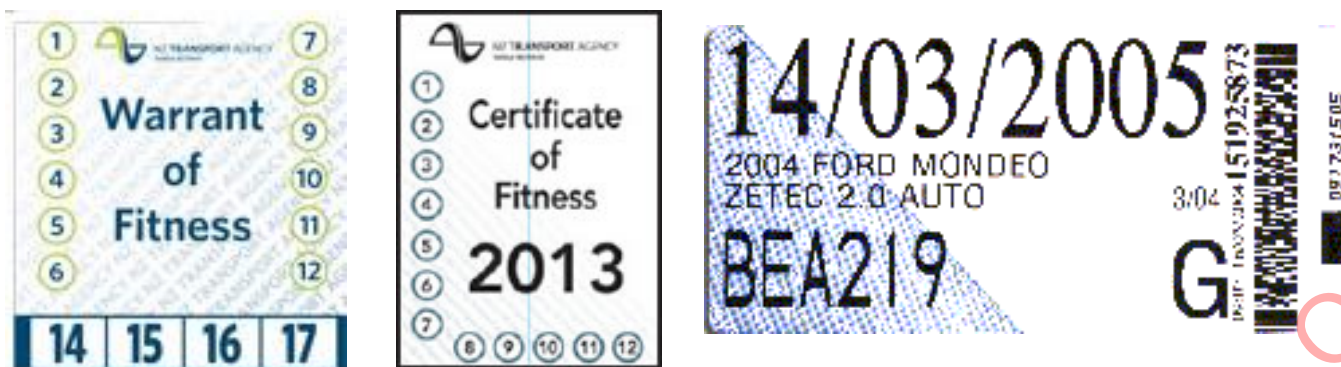 NZ TRANSPORT AGENCY
Warrant
of
Fitness
1
2
3
4
5
6
7
8
9
10
11
12
14 15 16 17
NZ TRANSPORT AGENCY
Certificate
of
Fitness
2013
1
2
3
4
5
6
7
8 9 10 11 12
14/03/2005
2004 FORD MONDEO
ZETEC 2.0 AUTO
3/04
BEA219
G
151925873